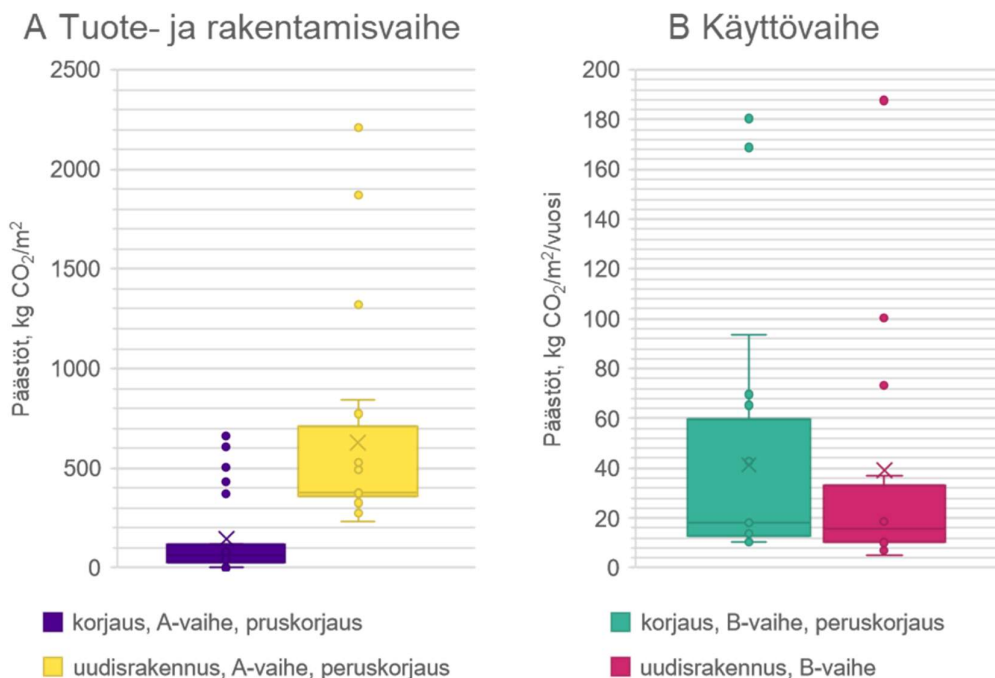 A Tuote- ja rakentamisvaihe
2500
2000
1500
1000
500
0
Päästöt, kg CO₂/m²
korjaus, A-vaihe, pruskorjaus
uudisrakennus, A-vaihe, peruskorjaus
B Käyttövaihe
200
180
160
140
120
100
80
60
40
20
0
Päästöt, kg CO₂/m²/vuosi
korjaus, B-vaihe, peruskorjaus
uudisrakennus, B-vaihe